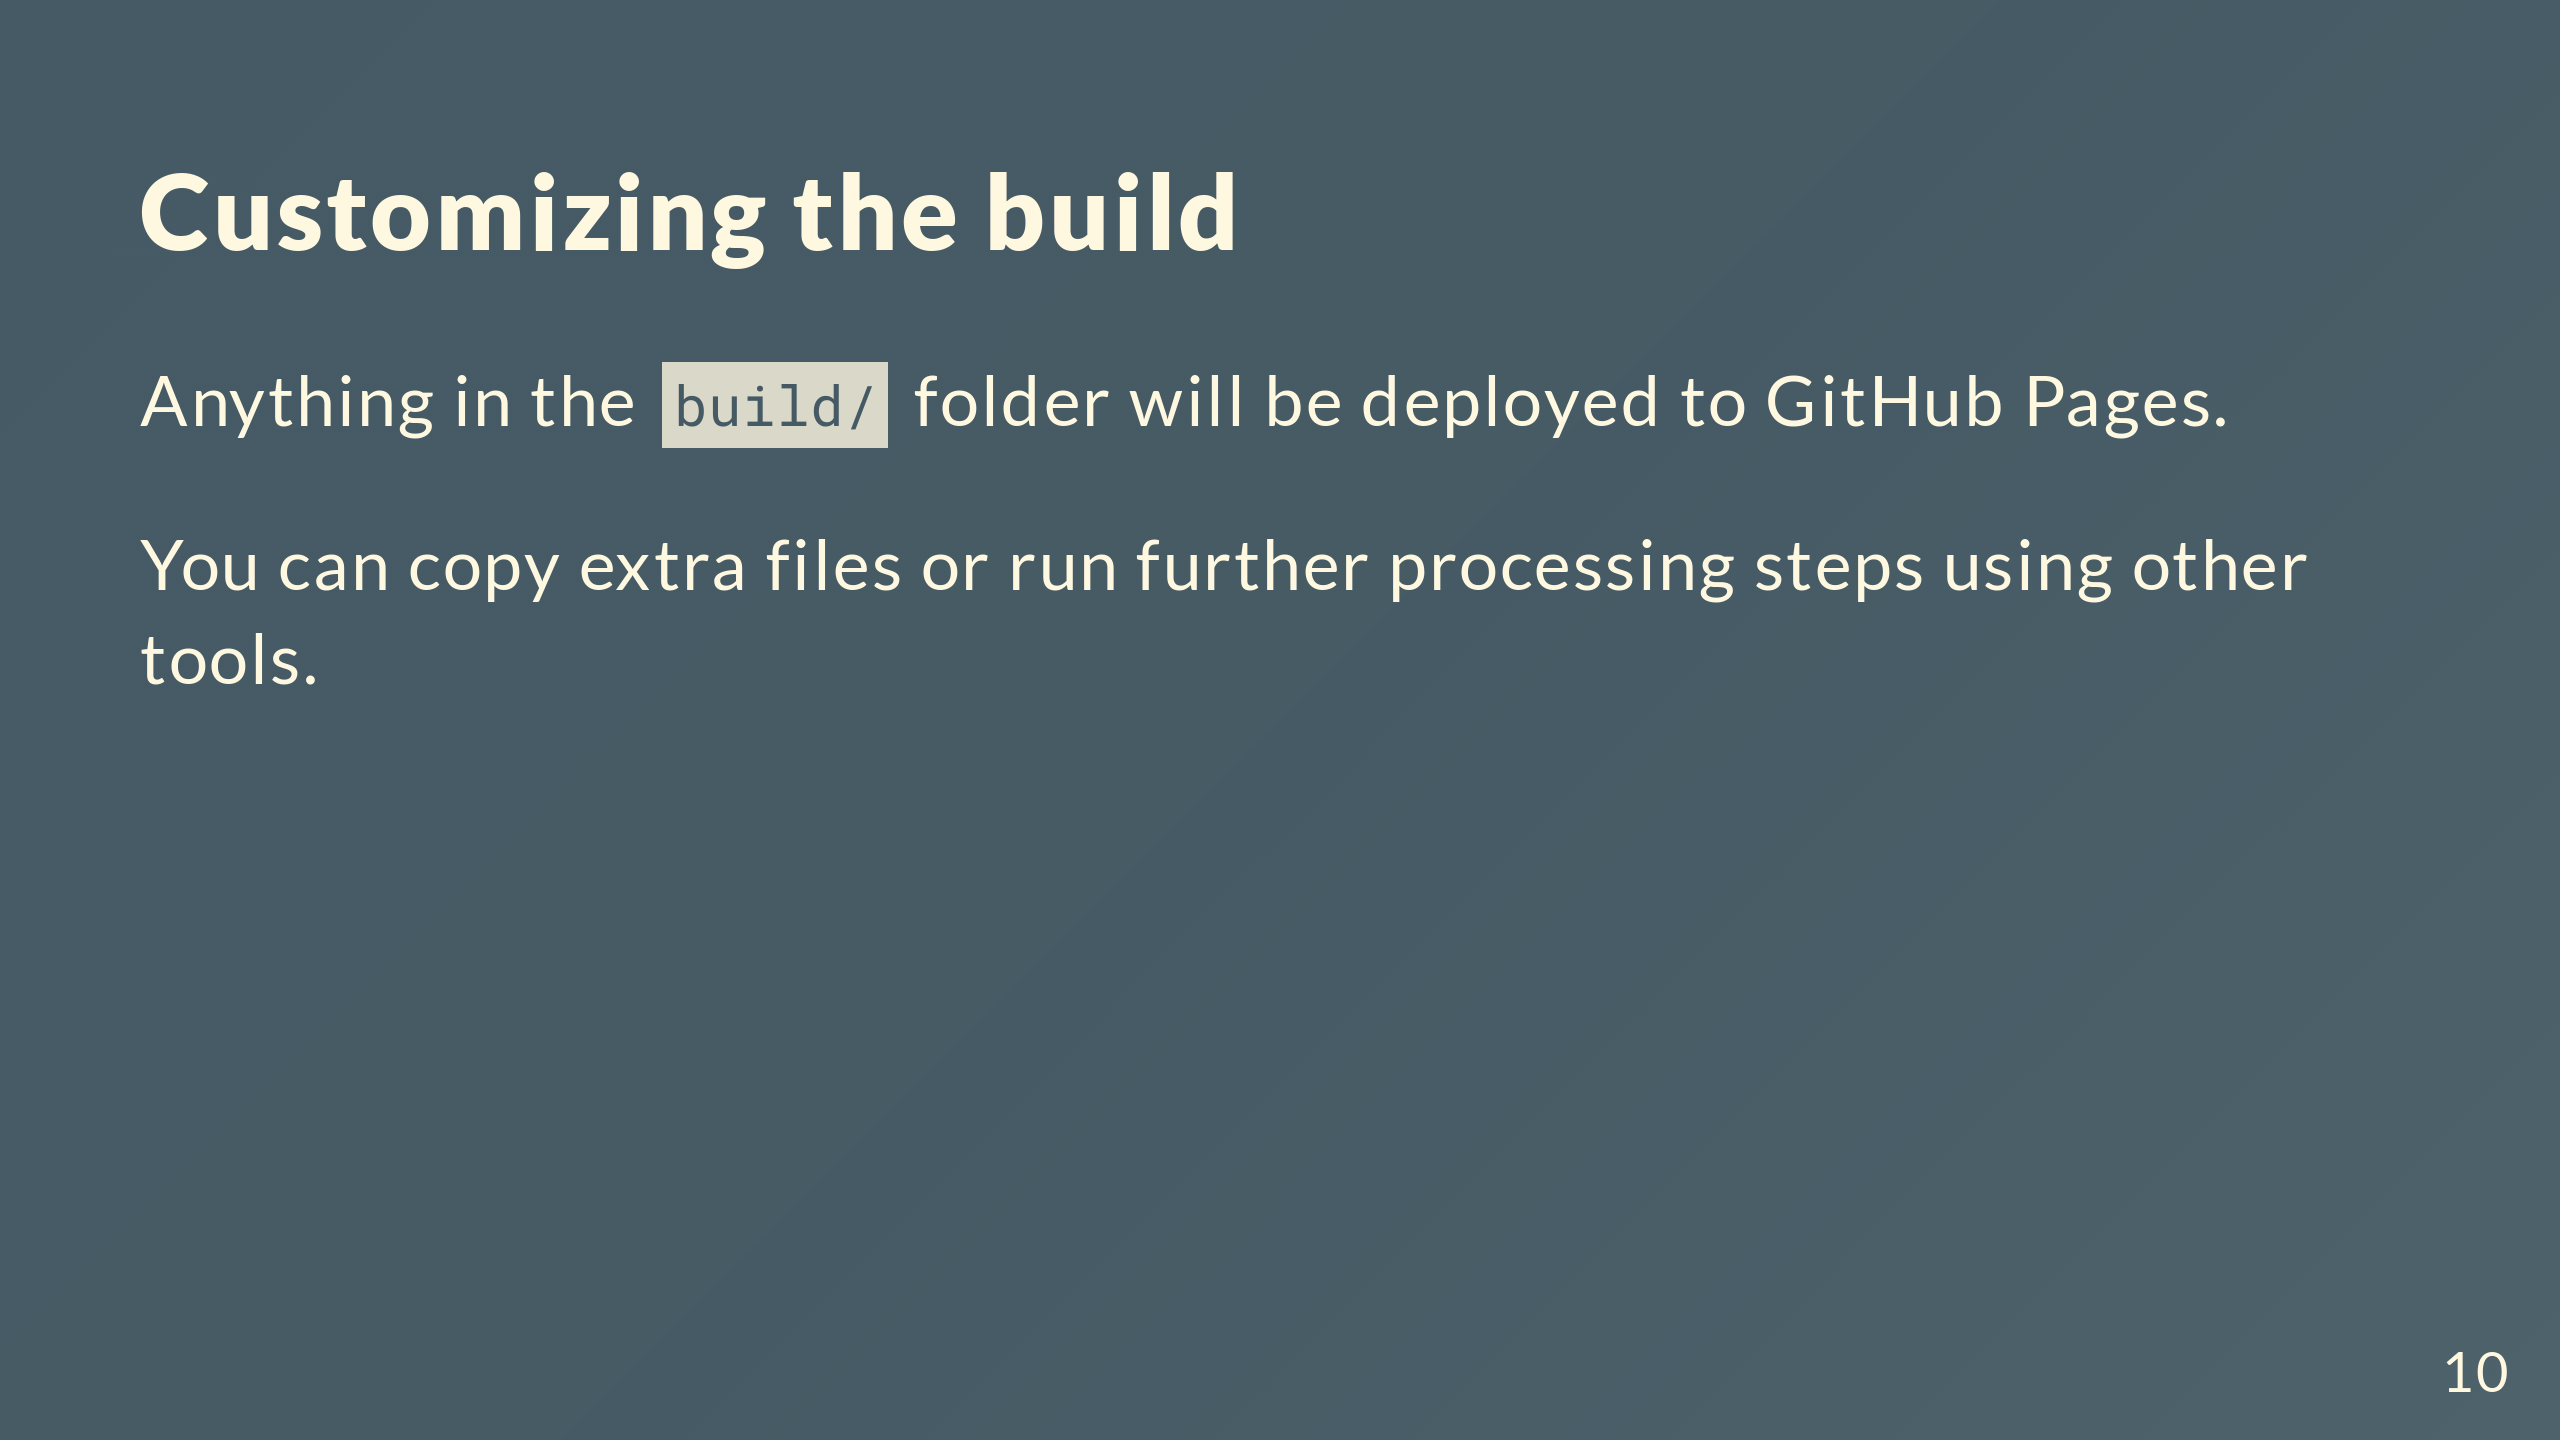 Customizing the build
Anything in the build/ folder will be deployed to GitHub Pages.
You can copy extra files or run further processing steps using other
tools.
10